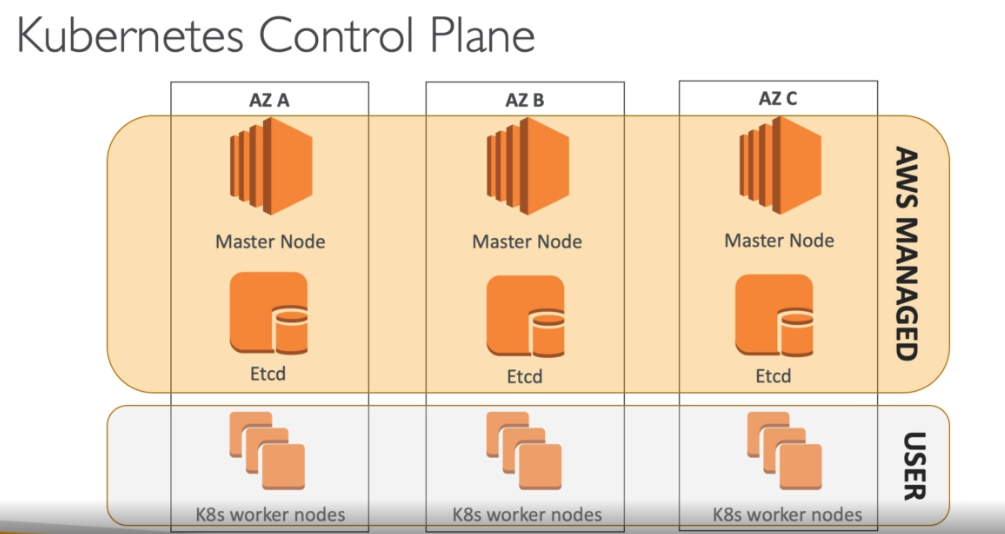 Kubernetes Control Plane
AZ A
AZ B
AZ C
Master Node
Master Node
Master Node
AWS MANAGED
Etcd
Etcd
Etcd
USER
K8s worker nodes
K8s worker nodes
K8s worker nodes